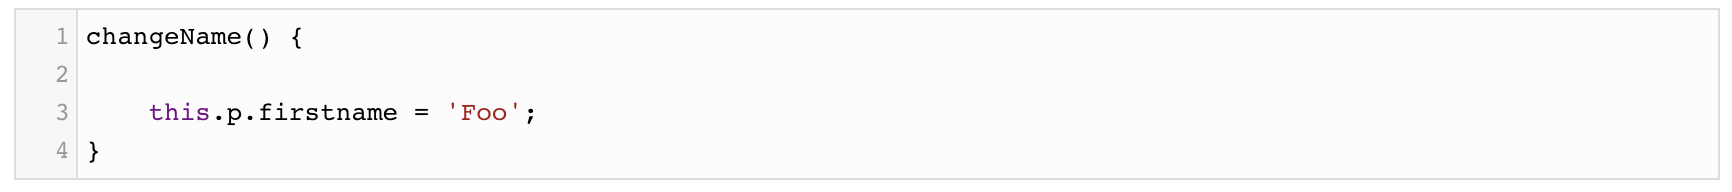 1 changeName() {
2
3     this.p.firstname = 'Foo';
4 }